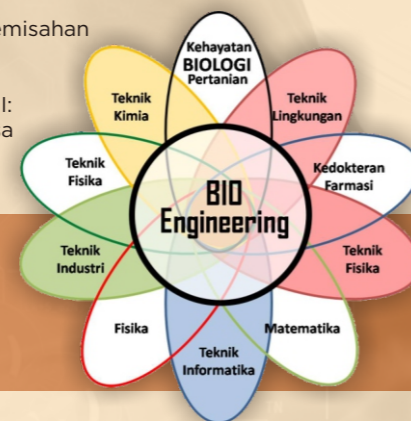 emisahan
l:
sa
Kehayatan
BIOLOGI
Pertanian
Teknik
Kimia
Teknik
Lingkungan
Teknik
Fisika
Kedokteran
Farmasi
BIO
Engineering
Teknik
Industri
Teknik
Fisika
Fisika
Matematika
Teknik
Informatika